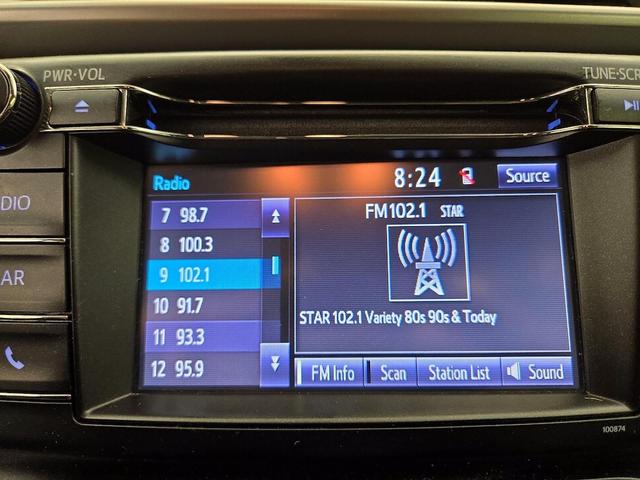 PWR·VOL
TUNE·SCR
DIO
AR
Radio
8:24
Source
7 98.7
8 100.3
9 102.1
10 91.7
11 93.3
12 95.9
FM102.1 STAR
STAR 102.1 Variety 80s 90s & Today
FM Info
Scan
Station List
Sound
100874